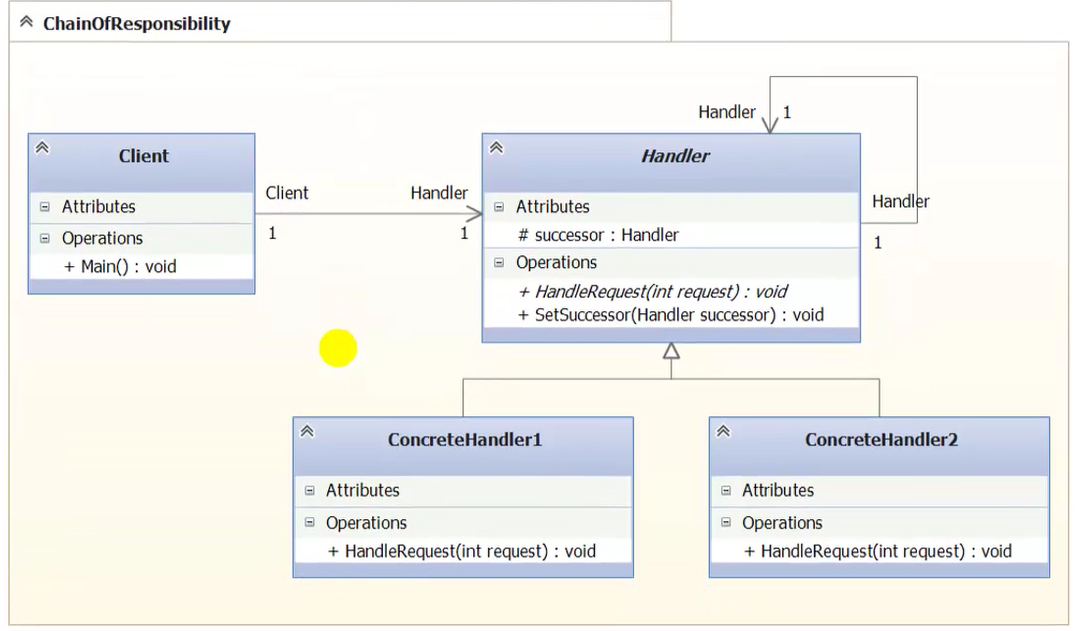 ChainOfResponsibility
Handler 1
Client
Attributes
Operations
+ Main() : void
Client Handler
1 1
Handler
Attributes
# successor : Handler
Operations
+ HandleRequest(int request) : void
+ SetSuccessor(Handler successor) : void
Handler
1
ConcreteHandler1
Attributes
Operations
+ HandleRequest(int request) : void
ConcreteHandler2
Attributes
Operations
+ HandleRequest(int request) : void